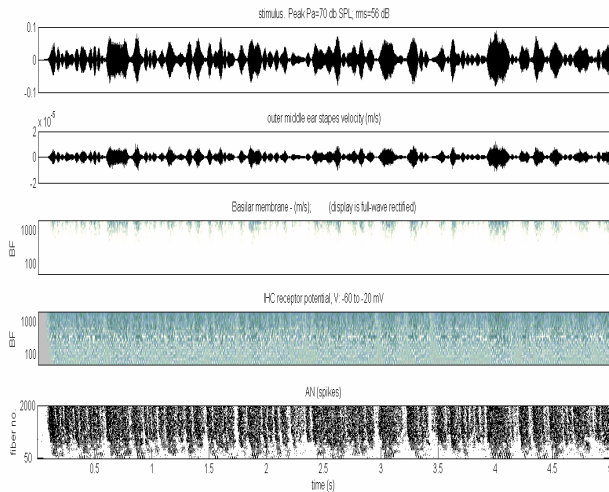 stimulus. Peak Pa=70 db SPL; rms=56 dB
0.1
0
-0.1
outer middle ear stapes velocity (m/s)
x 10⁻⁵
2
0
-2
Basilar membrane - (m/s); (display is full-wave rectified)
BF
1000
100
IHC receptor potential, V: -60 to -20 mV
BF
1000
100
AN (spikes)
fiber no.
2000
50
0.5 1 1.5 2 2.5 3 3.5 4 4.5 5
time (s)